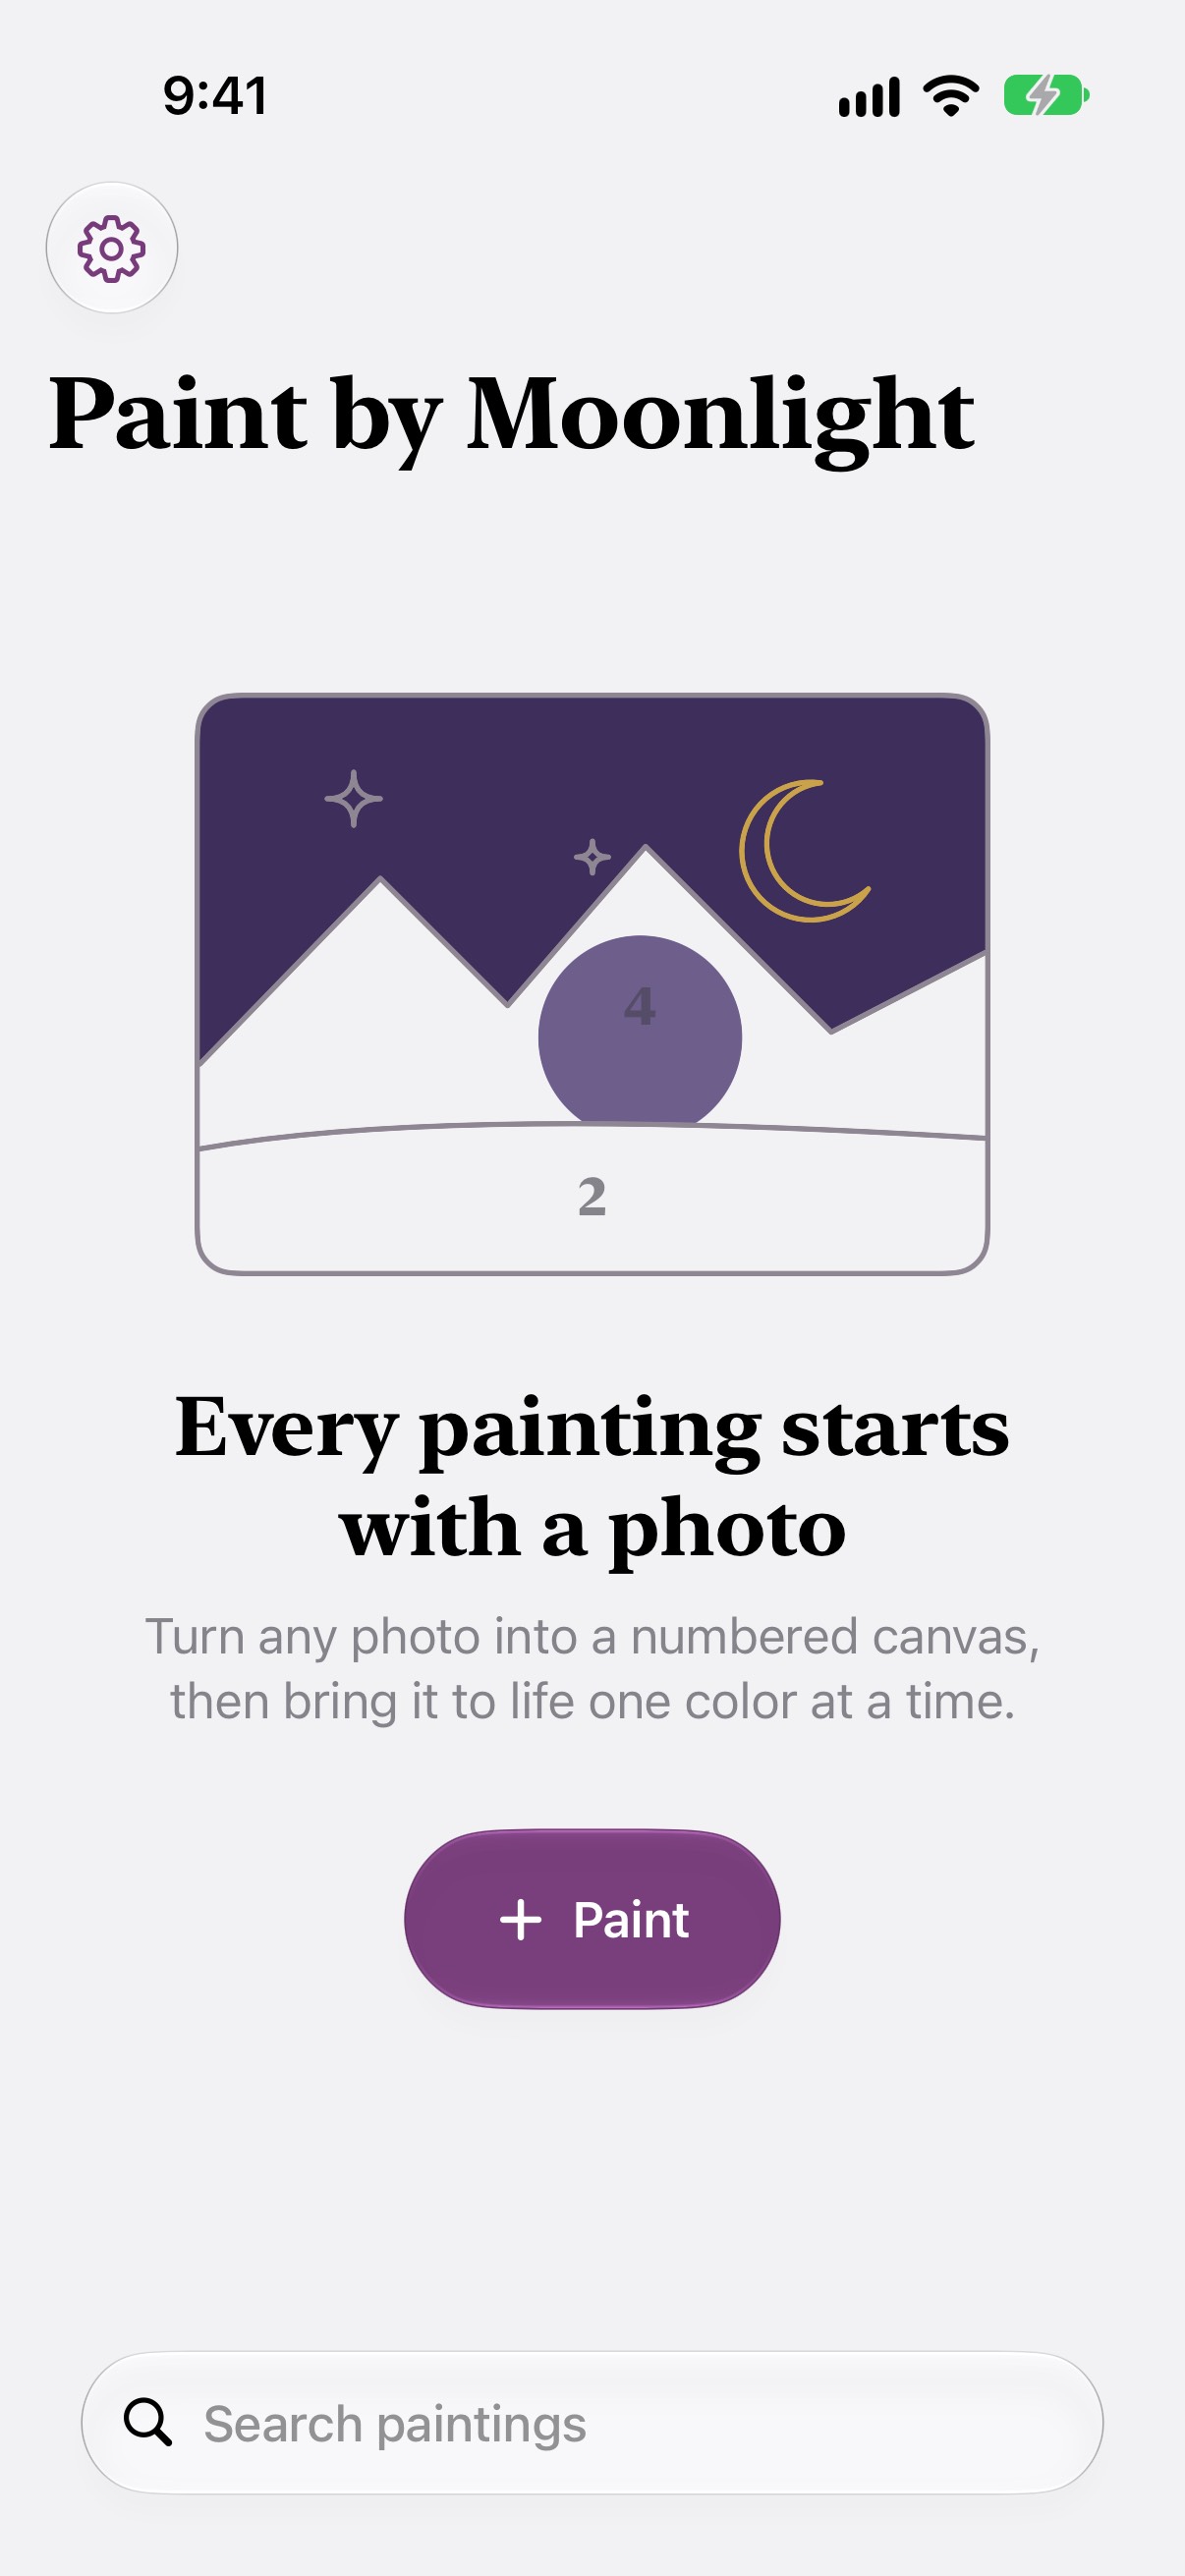 9:41
Paint by Moonlight
4
2
Every painting starts
with a photo
Turn any photo into a numbered canvas,
then bring it to life one color at a time.
+ Paint
Search paintings